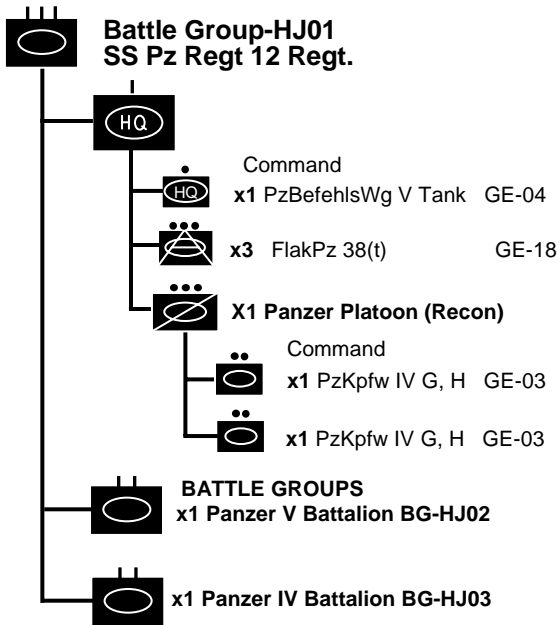 Battle Group-HJ01
SS Pz Regt 12 Regt.
HQ
Command
HQ x1 PzBefehlsWg V Tank GE-04
x3 FlakPz 38(t) GE-18
X1 Panzer Platoon (Recon)
Command
x1 PzKpfw IV G, H GE-03
x1 PzKpfw IV G, H GE-03
BATTLE GROUPS
x1 Panzer V Battalion BG-HJ02
x1 Panzer IV Battalion BG-HJ03